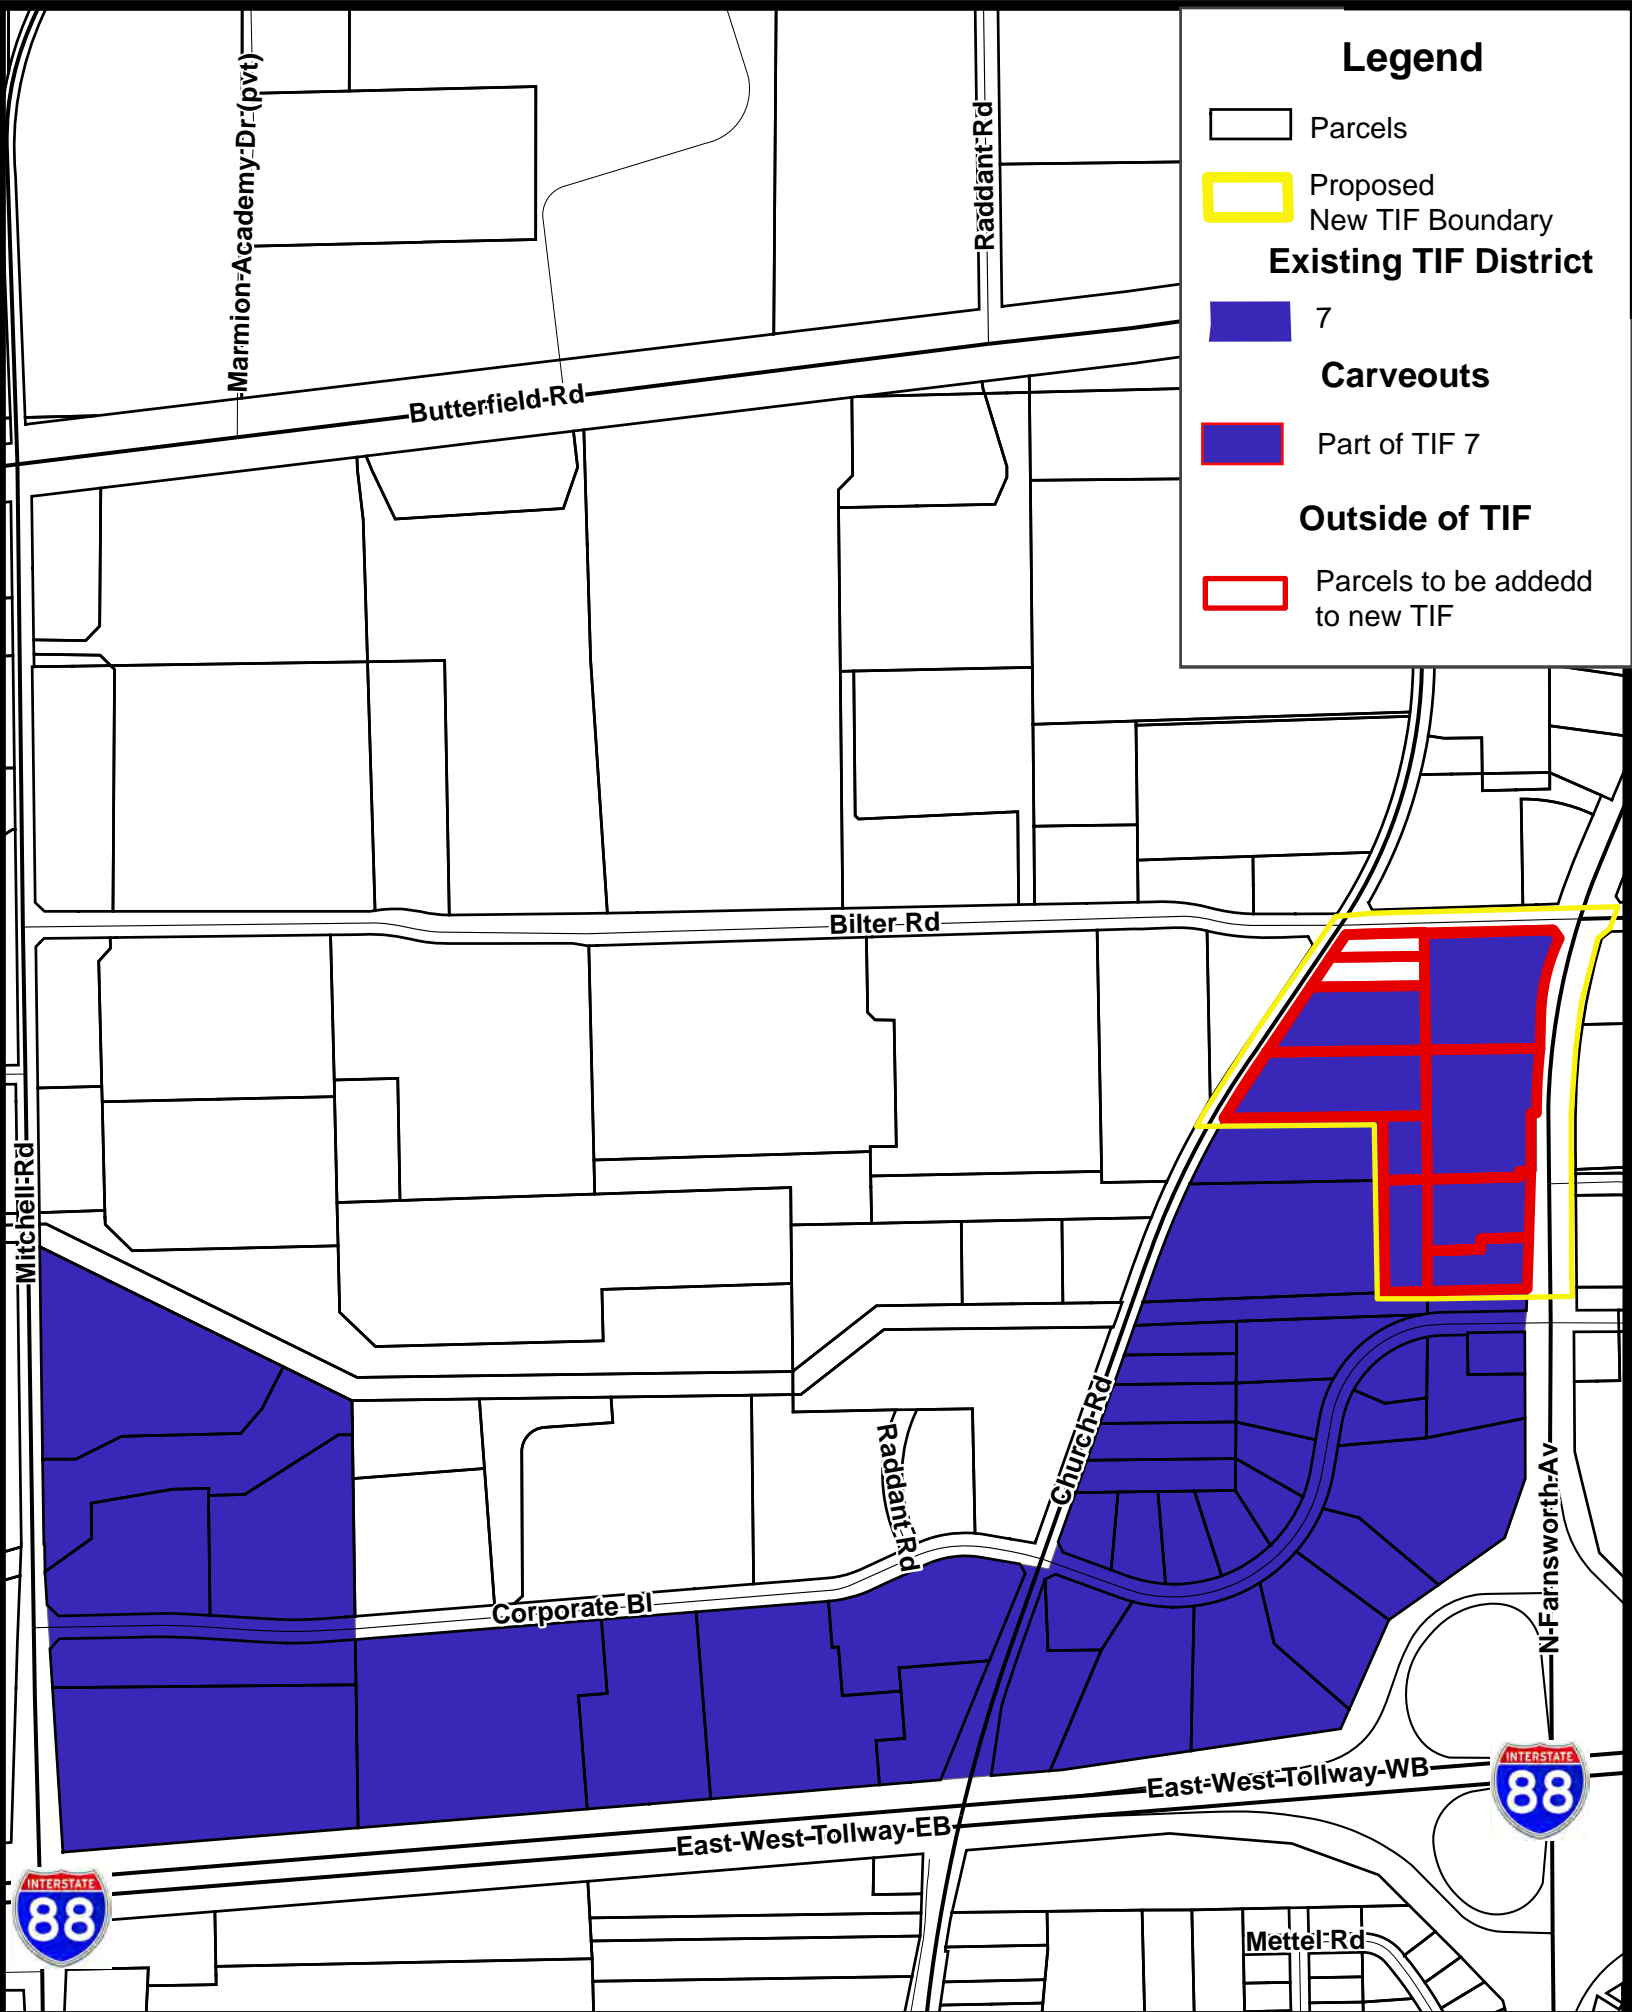 Legend
Parcels
Proposed
New TIF Boundary
Existing TIF District
7
Carveouts
Part of TIF 7
Outside of TIF
Parcels to be addedd
to new TIF
Marmion Academy Dr (pvt)
Raddant Rd
Butterfield Rd
Bilter Rd
Mitchell Rd
Church Rd
Raddant Rd
N Farnsworth Av
Corporate Bl
East-West Tollway WB
East-West Tollway EB
INTERSTATE
88
INTERSTATE
88
Mettel Rd